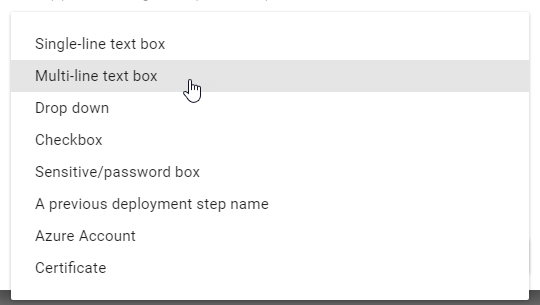 Single-line text box
Multi-line text box
Drop down
Checkbox
Sensitive/password box
A previous deployment step name
Azure Account
Certificate